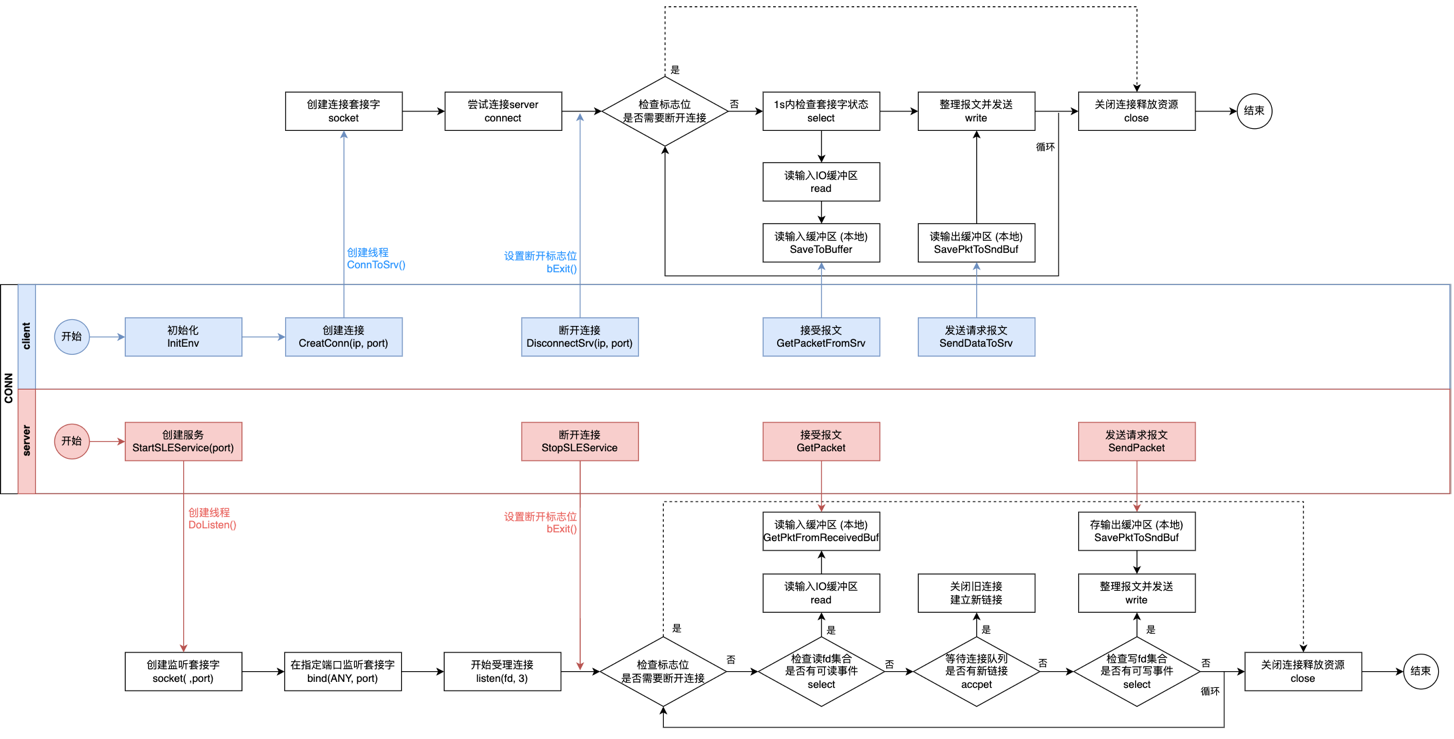 是
创建连接套接字
socket
尝试连接server
connect
检查标志位
是否需要断开连接
否
1s内检查套接字状态
select
整理报文并发送
write
关闭连接释放资源
close
结束
循环
读输入IO缓冲区
read
读输入缓冲区 (本地)
SaveToBuffer
读输出缓冲区 (本地)
SavePktToSndBuf
创建线程
ConnToSrv()
设置断开标志位
bExit()
CONN
client
开始
初始化
InitEnv
创建连接
CreatConn(ip, port)
断开连接
DisconnectSrv(ip, port)
接受报文
GetPacketFromSrv
发送请求报文
SendDataToSrv
server
开始
创建服务
StartSLEService(port)
断开连接
StopSLEService
接受报文
GetPacket
发送请求报文
SendPacket
创建线程
DoListen()
设置断开标志位
bExit()
读输入缓冲区 (本地)
GetPktFromReceivedBuf
存输出缓冲区 (本地)
SavePktToSndBuf
读输入IO缓冲区
read
关闭旧连接
建立新链接
整理报文并发送
write
是
是
是
是
创建监听套接字
socket( ,port)
在指定端口监听套接字
bind(ANY, port)
开始受理连接
listen(fd, 3)
检查标志位
是否需要断开连接
否
检查读fd集合
是否有可读事件
select
否
等待连接队列
是否有新链接
accpet
否
检查写fd集合
是否有可写事件
select
否
循环
关闭连接释放资源
close
结束